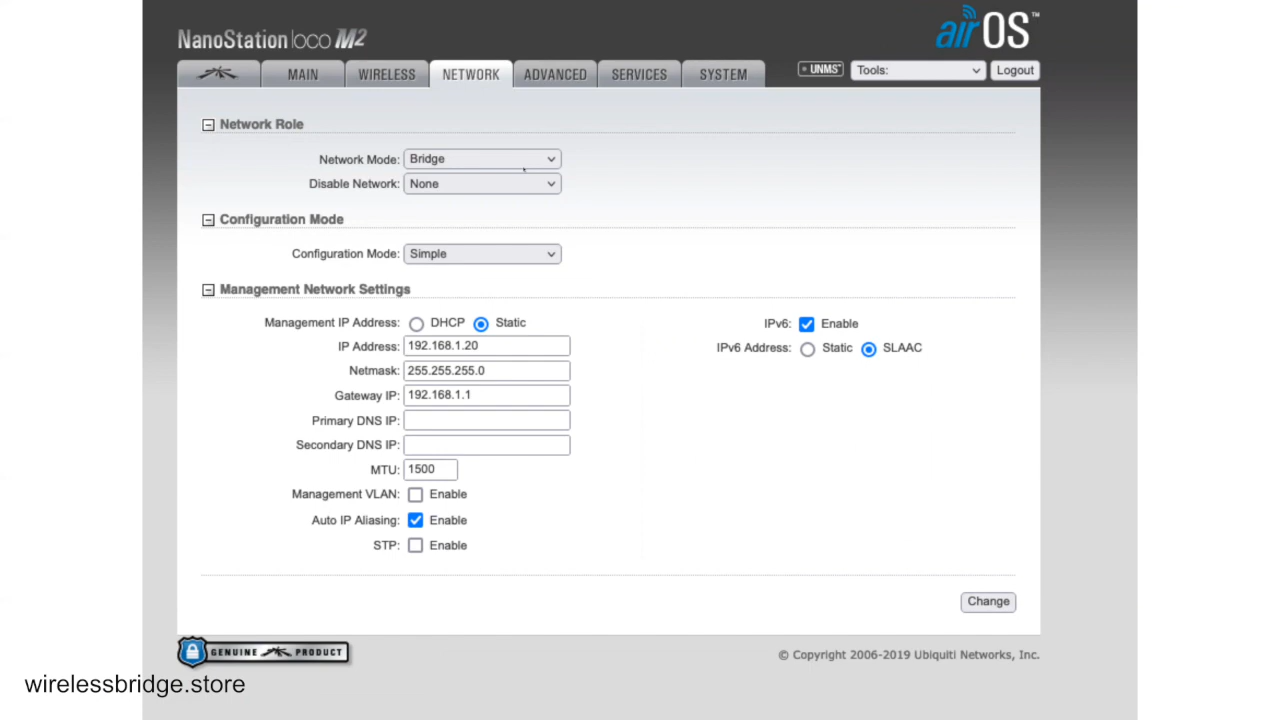 NanoStation loco M2
airOS™
MAIN WIRELESS NETWORK ADVANCED SERVICES SYSTEM UNMS™ Tools: Logout
Network Role
Network Mode: Bridge
Disable Network: None
Configuration Mode
Configuration Mode: Simple
Management Network Settings
Management IP Address: DHCP Static
IP Address: 192.168.1.20
Netmask: 255.255.255.0
Gateway IP: 192.168.1.1
Primary DNS IP:
Secondary DNS IP:
MTU: 1500
Management VLAN: Enable
Auto IP Aliasing: Enable
STP: Enable
IPv6: Enable
IPv6 Address: Static SLAAC
Change
GENUINE PRODUCT
© Copyright 2006-2019 Ubiquiti Networks, Inc.
wirelessbridge.store